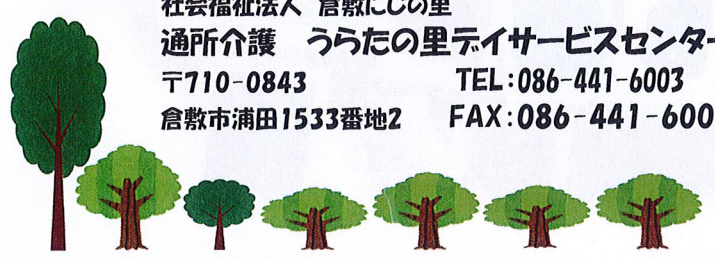 社会福祉法人 倉敷にじの里
通所介護 うらたの里デイサービスセンター
〒710-0843 TEL:086-441-6003
倉敷市浦田1533番地2 FAX:086-441-600